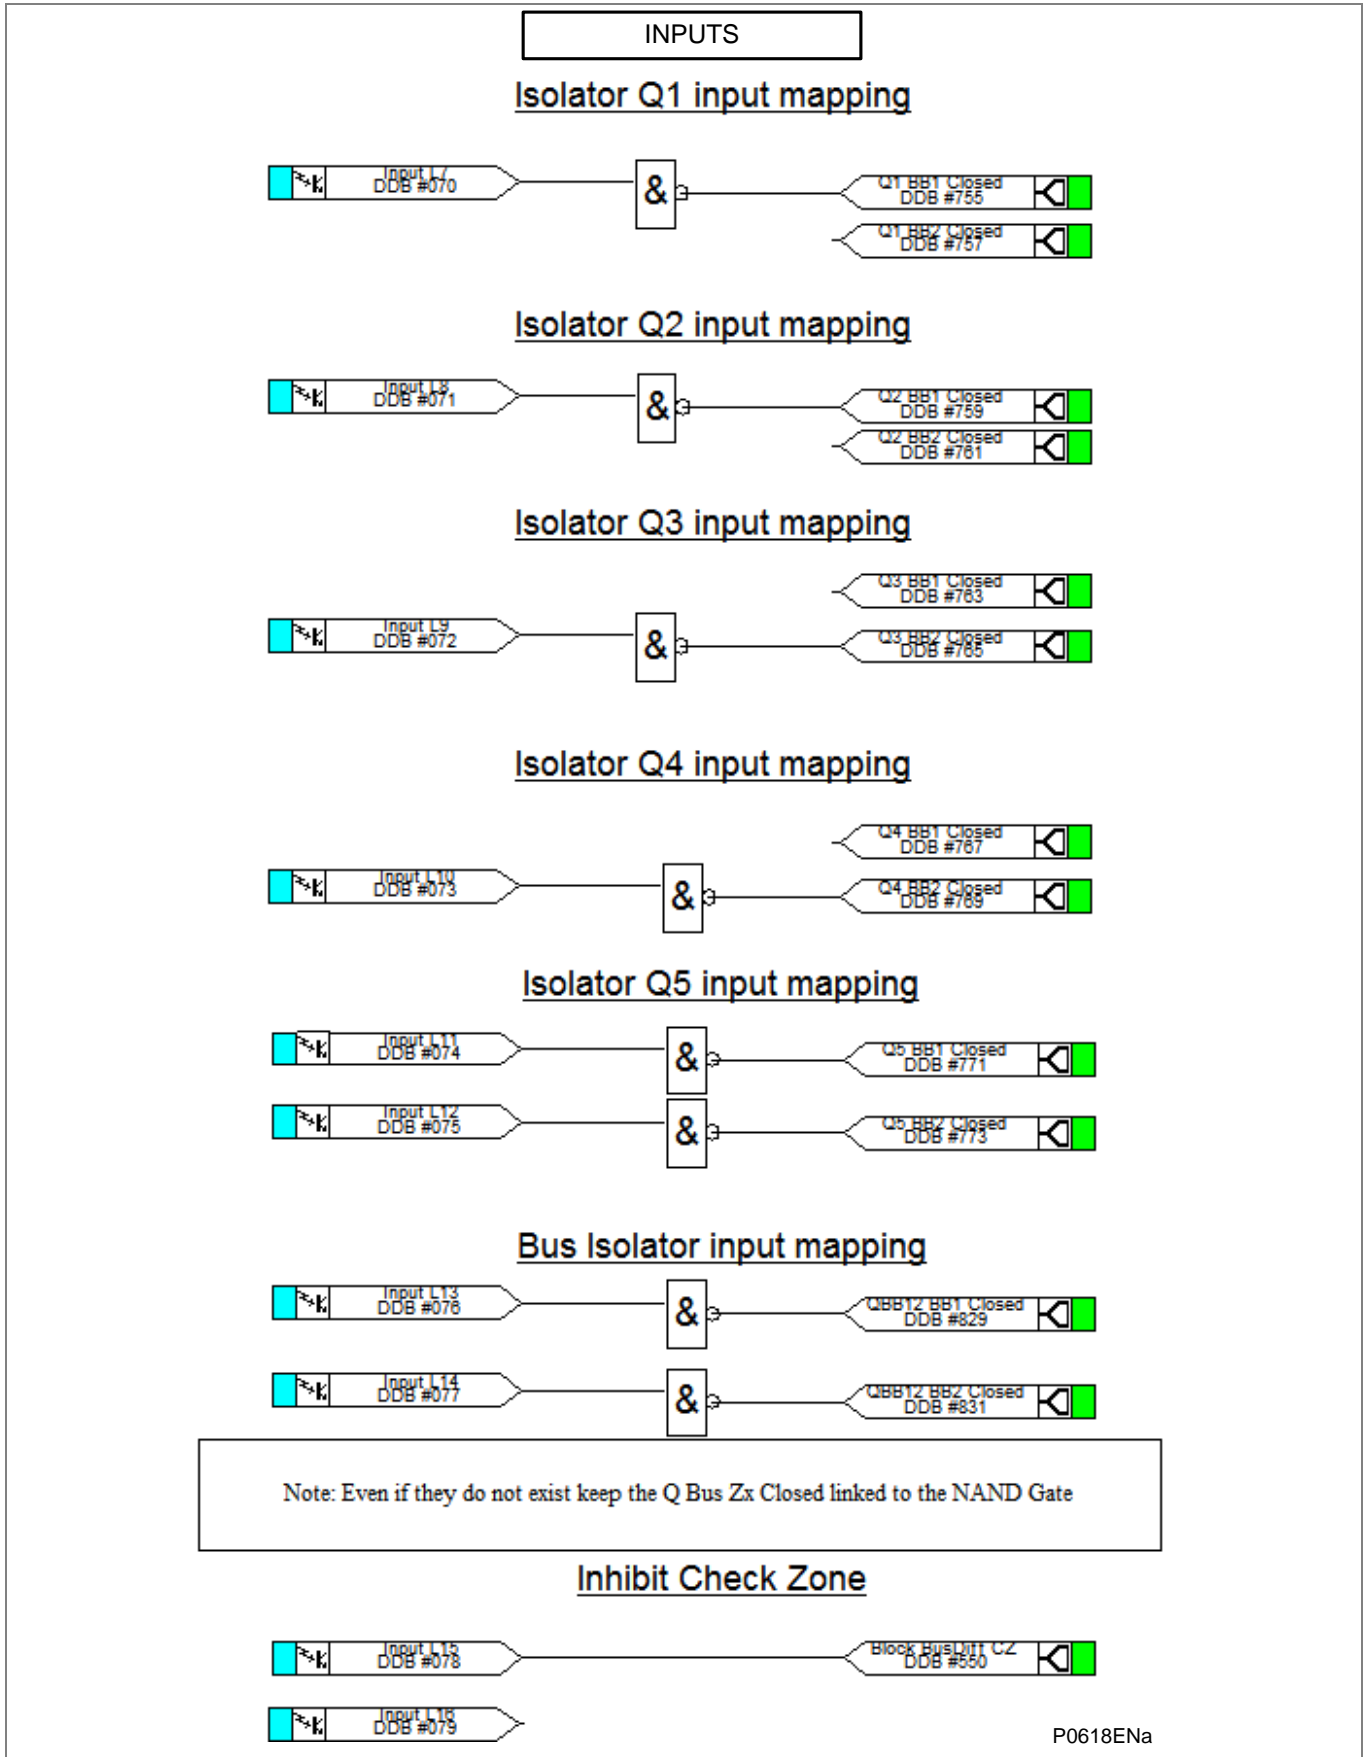 INPUTS
Isolator Q1 input mapping
Input L7
DDB #070
&
Q1 BB1 Closed
DDB #755
Q1 BB2 Closed
DDB #757
Isolator Q2 input mapping
Input L8
DDB #071
&
Q2 BB1 Closed
DDB #759
Q2 BB2 Closed
DDB #761
Isolator Q3 input mapping
Q3 BB1 Closed
DDB #763
Input L9
DDB #072
&
Q3 BB2 Closed
DDB #765
Isolator Q4 input mapping
Q4 BB1 Closed
DDB #767
Input L10
DDB #073
&
Q4 BB2 Closed
DDB #769
Isolator Q5 input mapping
Input L11
DDB #074
&
Q5 BB1 Closed
DDB #771
Input L12
DDB #075
&
Q5 BB2 Closed
DDB #773
Bus Isolator input mapping
Input L13
DDB #076
&
QBB12 BB1 Closed
DDB #829
Input L14
DDB #077
&
QBB12 BB2 Closed
DDB #831
Note: Even if they do not exist keep the Q Bus Zx Closed linked to the NAND Gate
Inhibit Check Zone
Input L15
DDB #078
Block BusDiff CZ
DDB #550
Input L16
DDB #079
P0618ENa